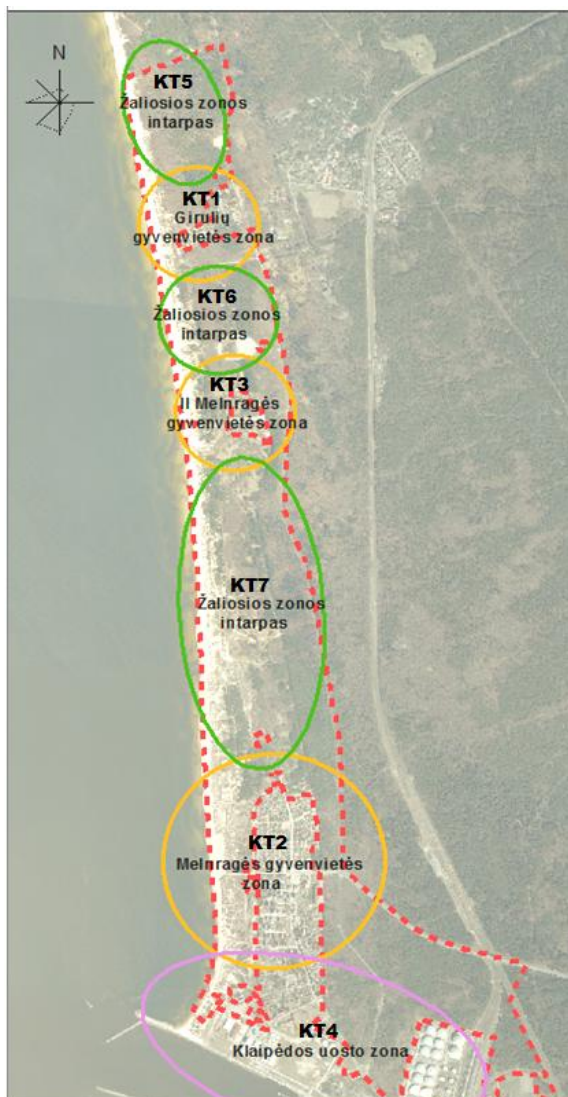 N
KT5
Žaliosios zonos
intarpas
KT1
Girulių
gyvenvietės zona
KT6
Žaliosios zonos
intarpas
KT3
II Melnragės
gyvenvietės zona
KT7
Žaliosios zonos
intarpas
KT2
Melnragės gyvenvietės
zona
KT4
Klaipėdos uosto zona